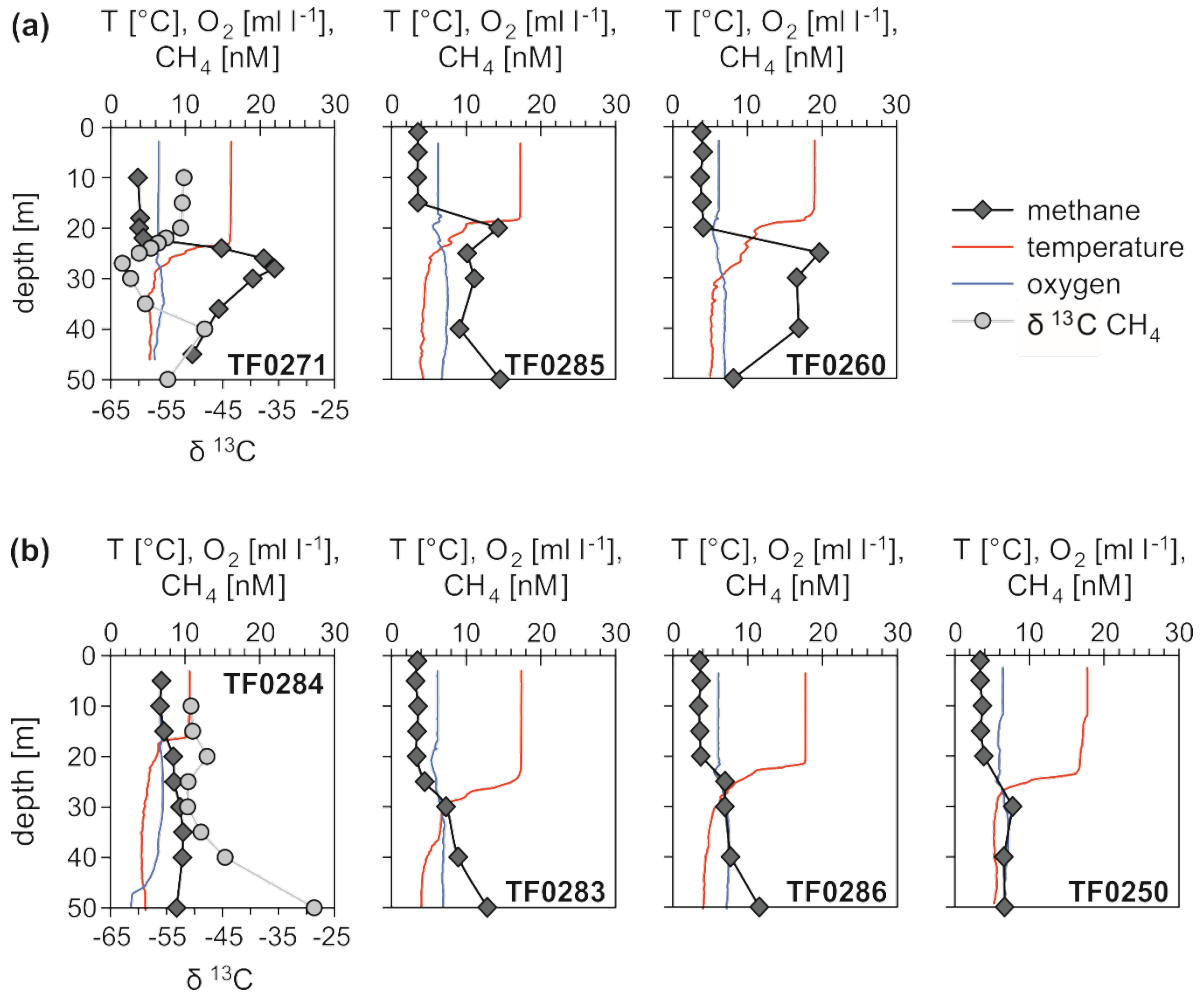 (a)
T [°C], O₂ [ml l⁻¹],
CH₄ [nM]
T [°C], O₂ [ml l⁻¹],
CH₄ [nM]
T [°C], O₂ [ml l⁻¹],
CH₄ [nM]
0 10 20 30
0 10 20 30
0 10 20 30
depth [m]
0
10
20
30
40
50
TF0271
TF0285
TF0260
-65 -55 -45 -35 -25
δ ¹³C
methane
temperature
oxygen
δ ¹³C CH₄
(b)
T [°C], O₂ [ml l⁻¹],
CH₄ [nM]
T [°C], O₂ [ml l⁻¹],
CH₄ [nM]
T [°C], O₂ [ml l⁻¹],
CH₄ [nM]
T [°C], O₂ [ml l⁻¹],
CH₄ [nM]
0 10 20 30
0 10 20 30
0 10 20 30
0 10 20 30
depth [m]
0
10
20
30
40
50
TF0284
TF0283
TF0286
TF0250
-65 -55 -45 -35 -25
δ ¹³C